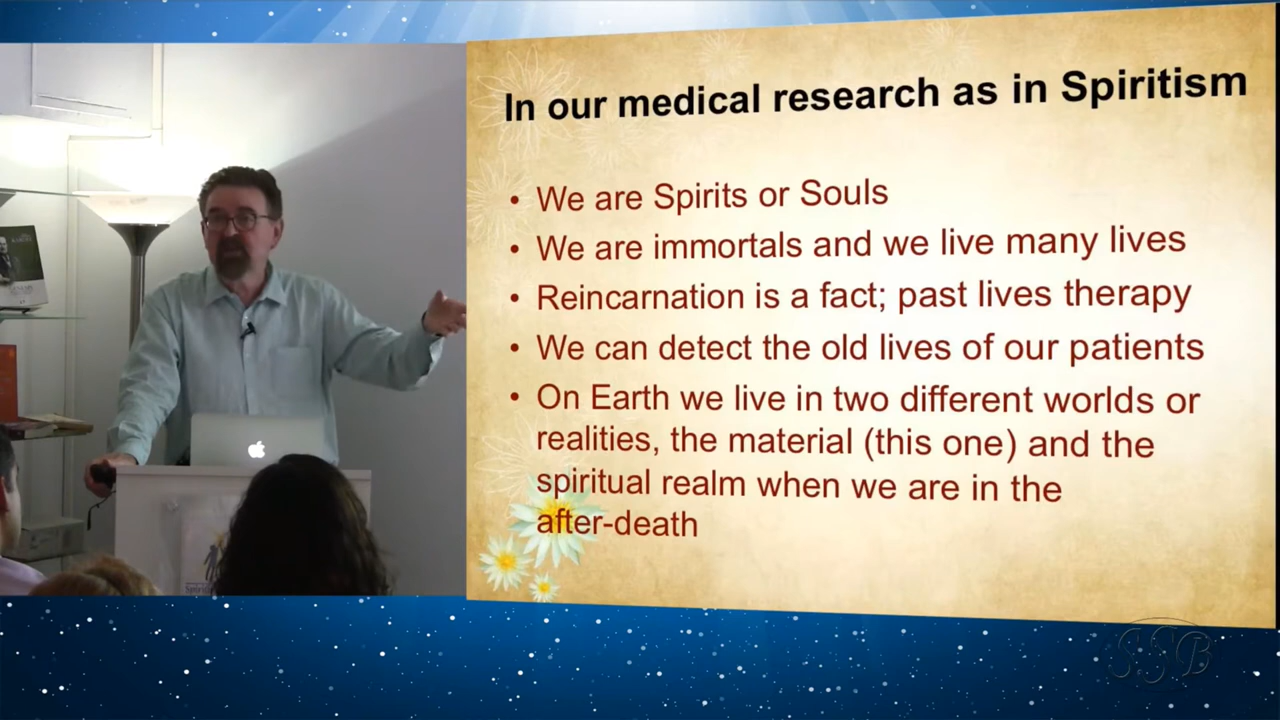 In our medical research as in Spiritism
• We are Spirits or Souls
• We are immortals and we live many lives
• Reincarnation is a fact; past lives therapy
• We can detect the old lives of our patients
• On Earth we live in two different worlds or
realities, the material (this one) and the
spiritual realm when we are in the
after-death
SSB